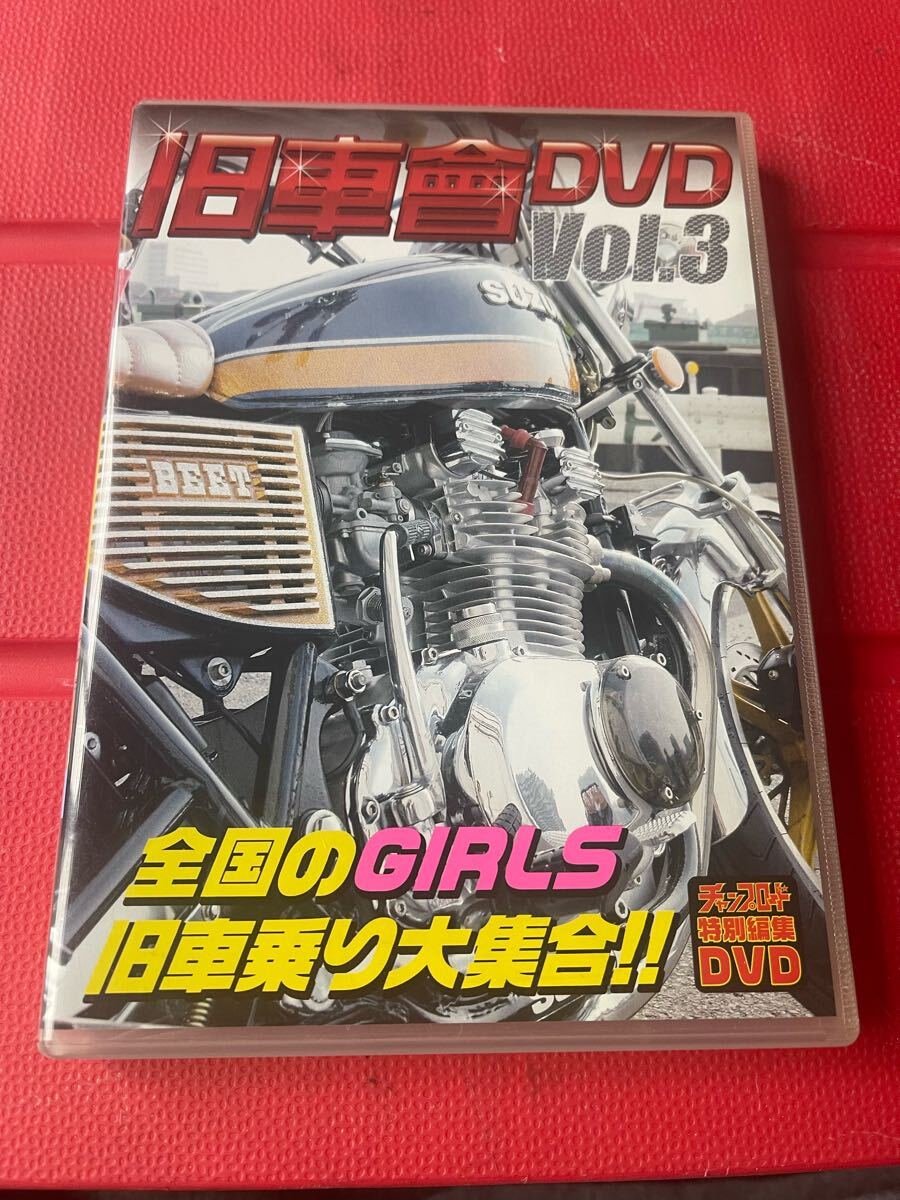 旧車會DVD
Vol.3
BEET
全国のGIRLS
旧車乗り大集合!!
チャンプロード
特別編集
DVD